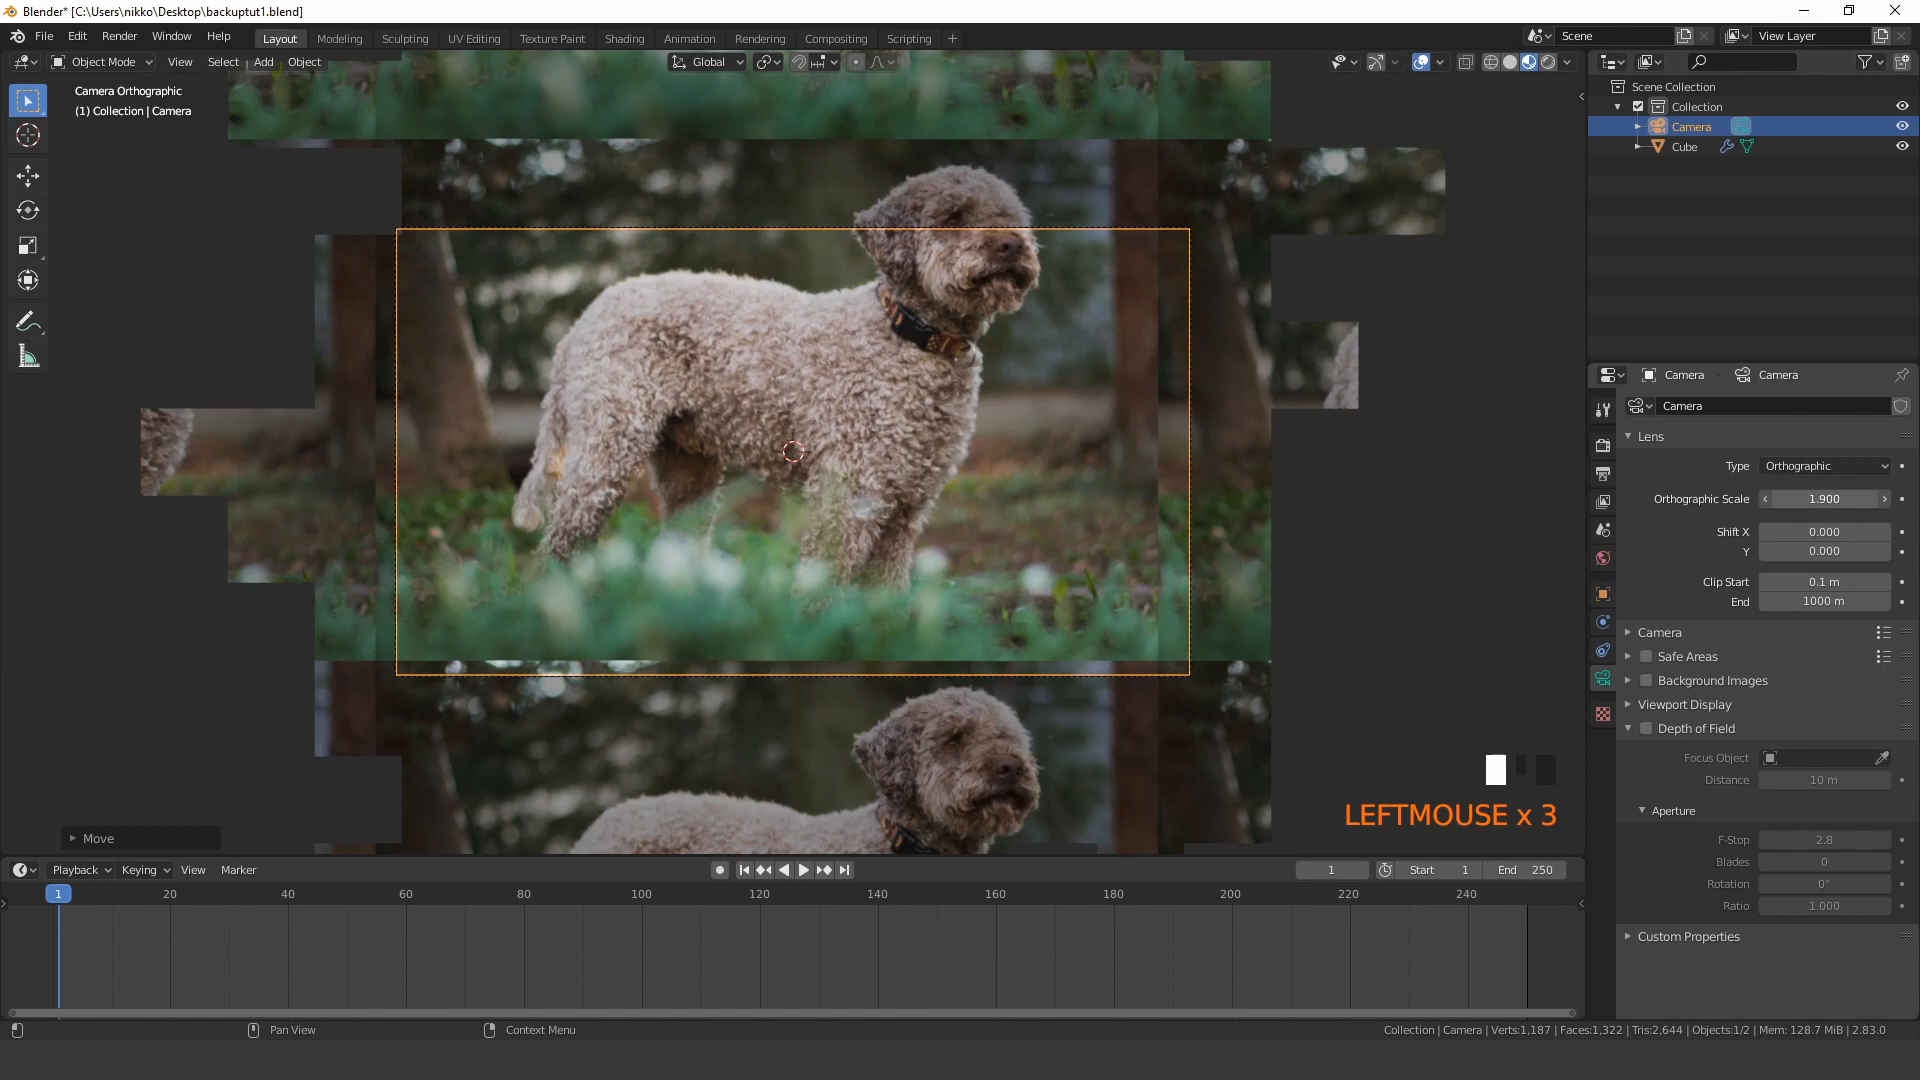 Blender* [C:\Users\nikko\Desktop\backuptut1.blend]
File Edit Render Window Help Layout Modeling Sculpting UV Editing Texture Paint Shading Animation Rendering Compositing Scripting + Scene View Layer
Object Mode View Select Add Object Global
Camera Orthographic
(1) Collection | Camera
Scene Collection
Collection
Camera
Cube
Camera Camera
Camera
Lens
Type Orthographic
Orthographic Scale 1.900
Shift X 0.000
Y 0.000
Clip Start 0.1 m
End 1000 m
Camera
Safe Areas
Background Images
Viewport Display
Depth of Field
Focus Object
Distance 10 m
Aperture
F-Stop 2.8
Blades 0
Rotation 0°
Ratio 1.000
Custom Properties
LEFTMOUSE x 3
Move
Playback Keying View Marker 1 Start 1 End 250
1 20 40 60 80 100 120 140 160 180 200 220 240
Pan View Context Menu Collection | Camera | Verts:1,187 | Faces:1,322 | Tris:2,644 | Objects:1/2 | Mem: 128.7 MiB | 2.83.0